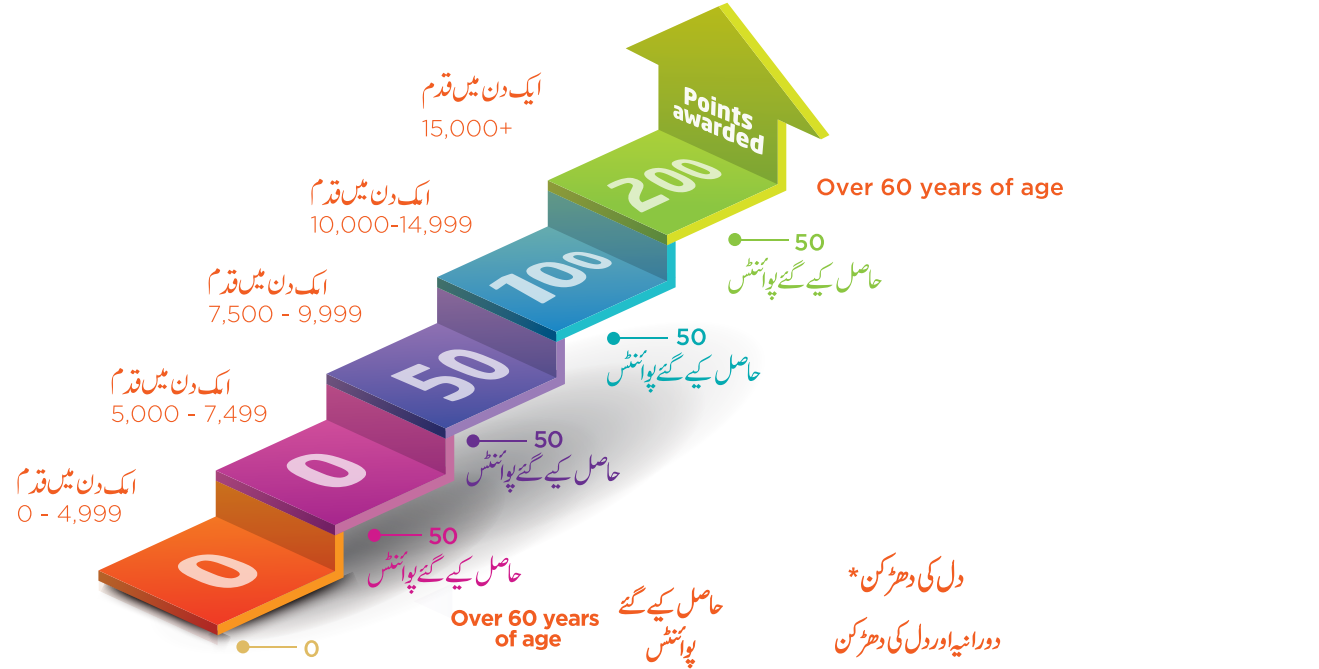 ایک دن میں قدم
15,000+
Points
awarded
200
Over 60 years of age
50
حاصل کیے گئے پوائنٹس
ایک دن میں قدم
10,000-14,999
100
50
حاصل کیے گئے پوائنٹس
ایک دن میں قدم
7,500 - 9,999
50
50
حاصل کیے گئے پوائنٹس
ایک دن میں قدم
5,000 - 7,499
0
50
حاصل کیے گئے پوائنٹس
ایک دن میں قدم
0 - 4,999
0
0
Over 60 years
of age
حاصل کیے گئے
پوائنٹس
دل کی دھڑکن*
دورانیہ اور دل کی دھڑکن